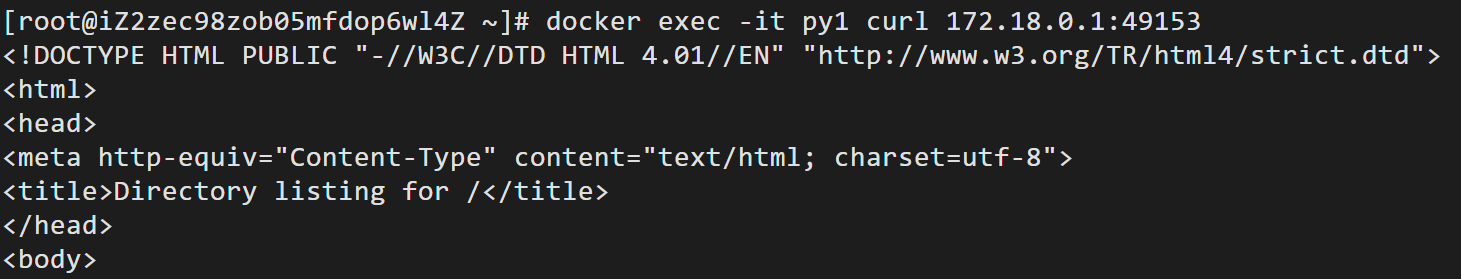 [root@iZ2zec98zob05mfdop6wl4Z ~]# docker exec -it py1 curl 172.18.0.1:49153
<!DOCTYPE HTML PUBLIC "-//W3C//DTD HTML 4.01//EN" "http://www.w3.org/TR/html4/strict.dtd">
<html>
<head>
<meta http-equiv="Content-Type" content="text/html; charset=utf-8">
<title>Directory listing for /</title>
</head>
<body>